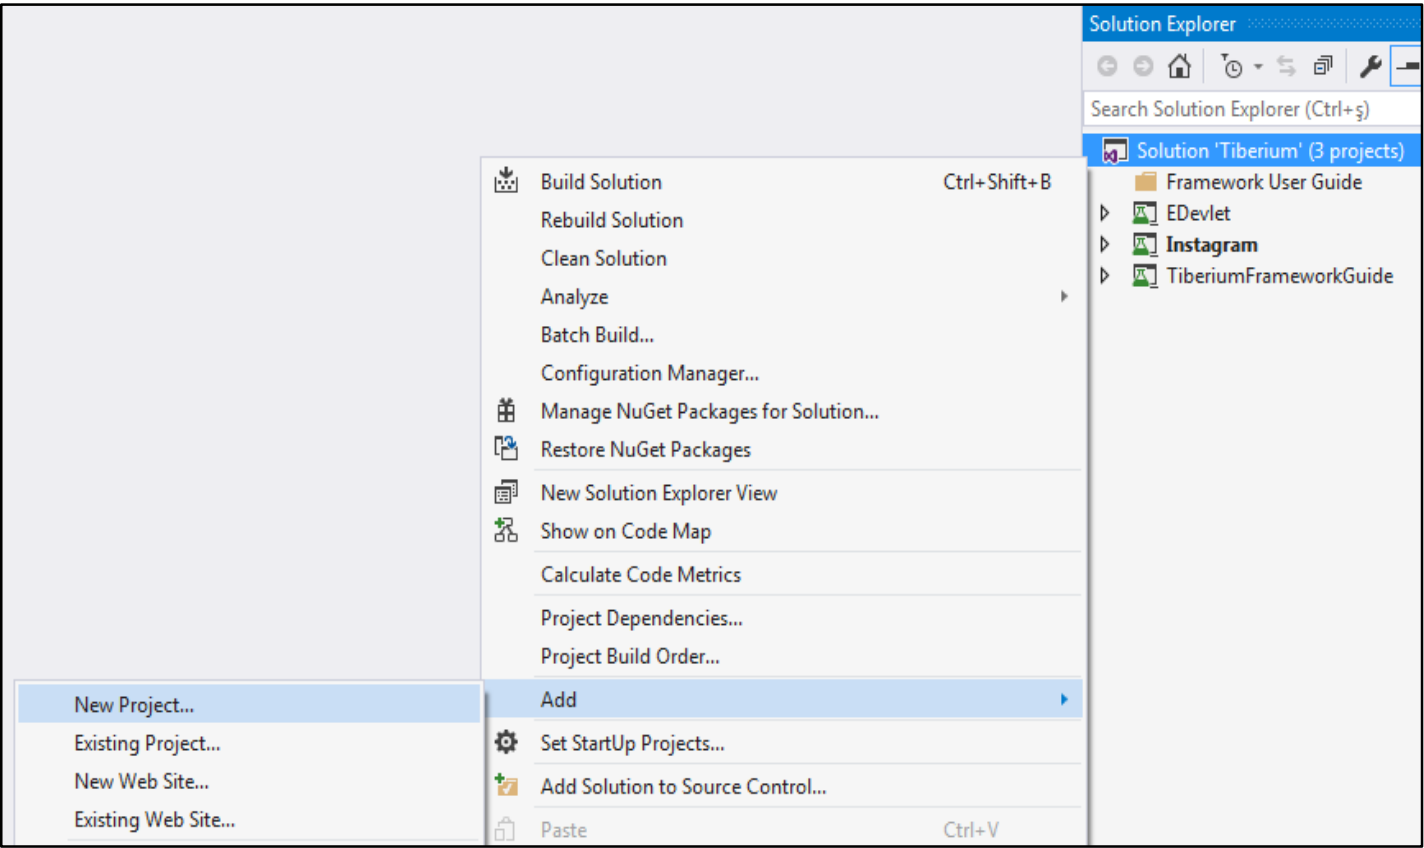 Solution Explorer
Search Solution Explorer (Ctrl+ş)
Solution 'Tiberium' (3 projects)
Framework User Guide
EDevlet
Instagram
TiberiumFrameworkGuide
Build Solution Ctrl+Shift+B
Rebuild Solution
Clean Solution
Analyze
Batch Build...
Configuration Manager...
Manage NuGet Packages for Solution...
Restore NuGet Packages
New Solution Explorer View
Show on Code Map
Calculate Code Metrics
Project Dependencies...
Project Build Order...
Add
Set StartUp Projects...
Add Solution to Source Control...
Paste Ctrl+V
New Project...
Existing Project...
New Web Site...
Existing Web Site...